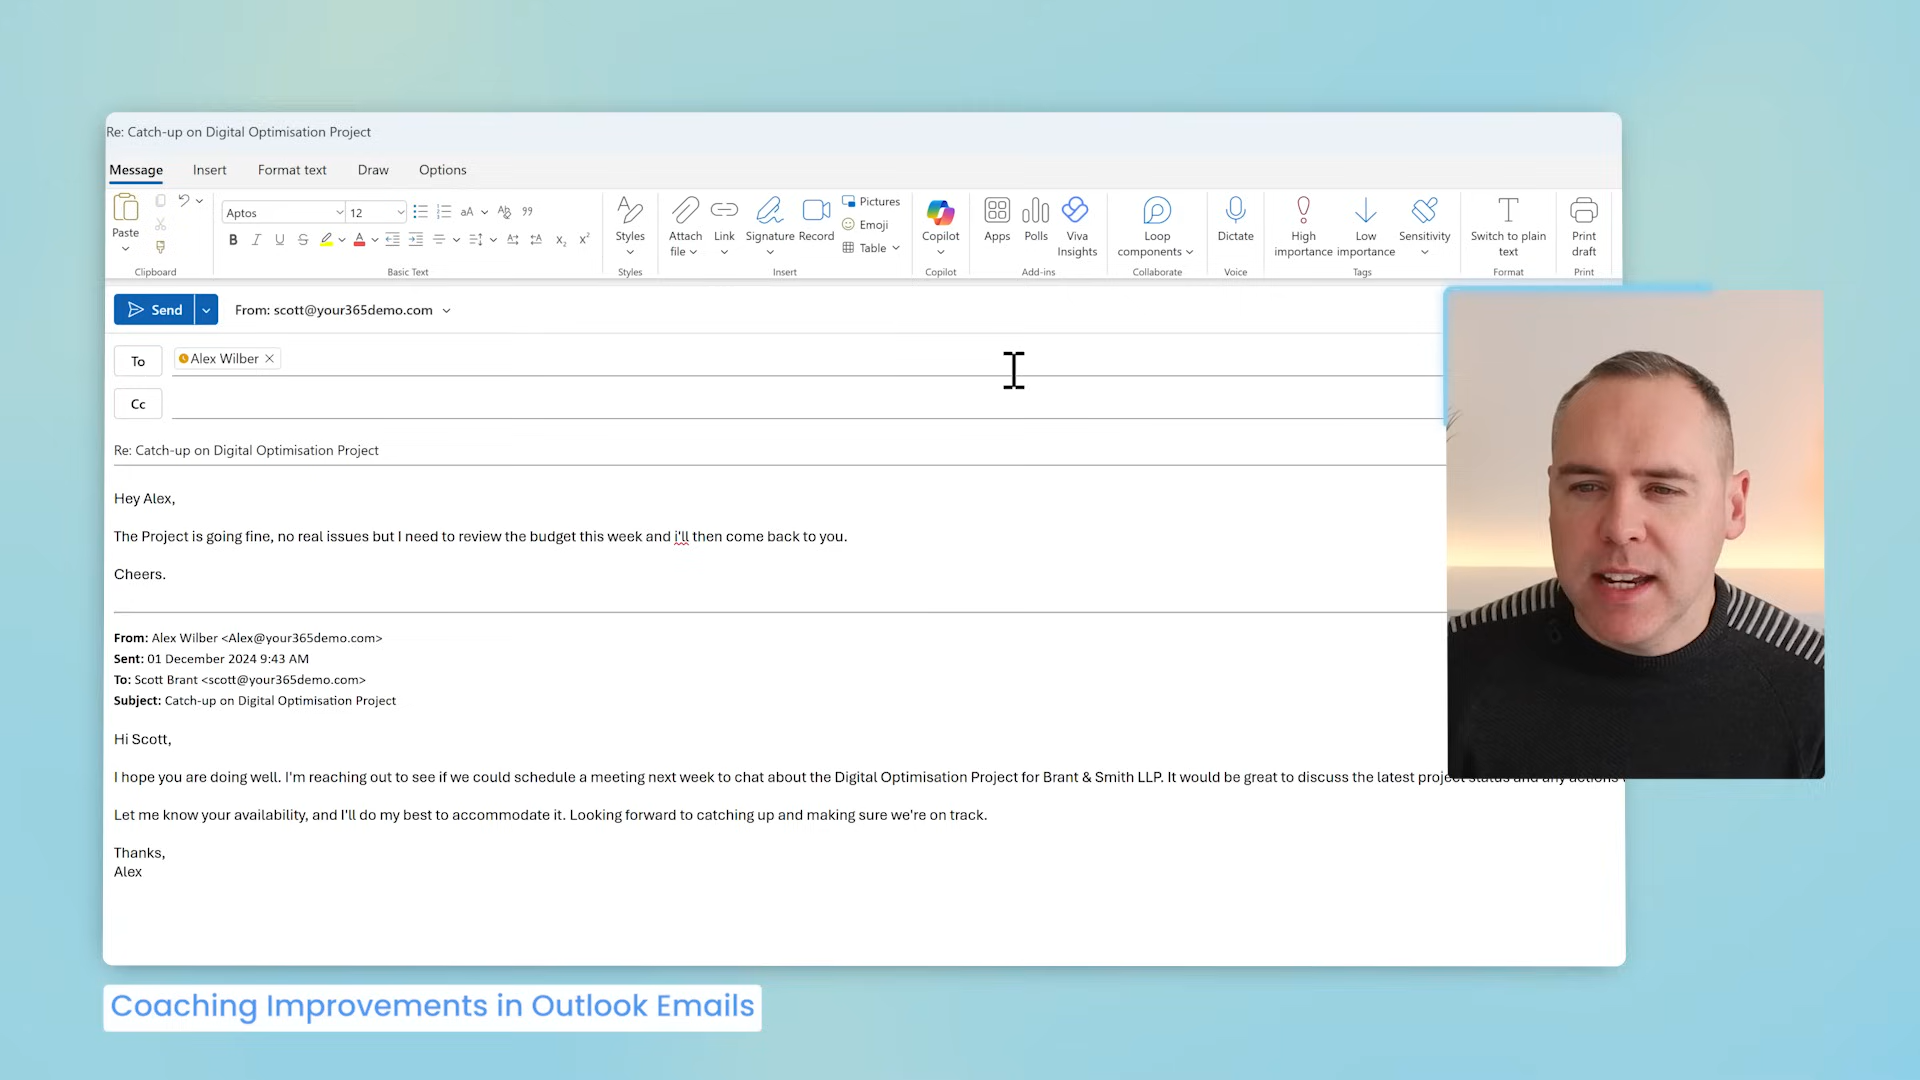 Re: Catch-up on Digital Optimisation Project
Message Insert Format text Draw Options
Paste
Clipboard
Aptos 12
Basic Text
Styles
Styles
Attach file
Link
Signature
Record
Pictures
Emoji
Table
Insert
Copilot
Copilot
Apps
Polls
Viva Insights
Add-ins
Loop components
Collaborate
Dictate
Voice
High importance
Low importance
Sensitivity
Tags
Switch to plain text
Format
Print draft
Print
Send From: scott@your365demo.com
To Alex Wilber
Cc
Re: Catch-up on Digital Optimisation Project
Hey Alex,
The Project is going fine, no real issues but I need to review the budget this week and i'll then come back to you.
Cheers.
From: Alex Wilber <Alex@your365demo.com>
Sent: 01 December 2024 9:43 AM
To: Scott Brant <scott@your365demo.com>
Subject: Catch-up on Digital Optimisation Project
Hi Scott,
I hope you are doing well. I'm reaching out to see if we could schedule a meeting next week to chat about the Digital Optimisation Project for Brant & Smith LLP. It would be great to discuss the latest project status and any actions
Let me know your availability, and I'll do my best to accommodate it. Looking forward to catching up and making sure we're on track.
Thanks,
Alex
Coaching Improvements in Outlook Emails